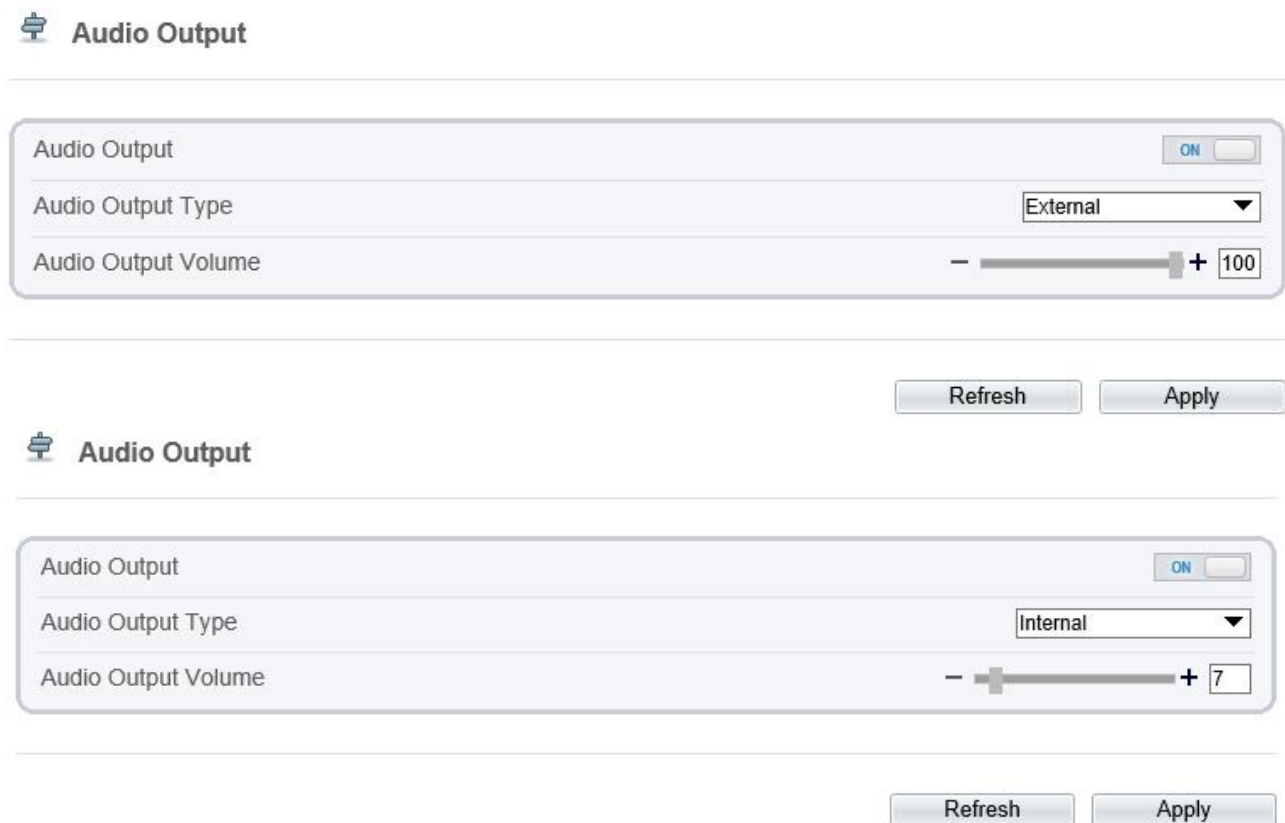 Audio Output
Audio Output ON
Audio Output Type External
Audio Output Volume − + 100
Refresh Apply
Audio Output
Audio Output ON
Audio Output Type Internal
Audio Output Volume − + 7
Refresh Apply